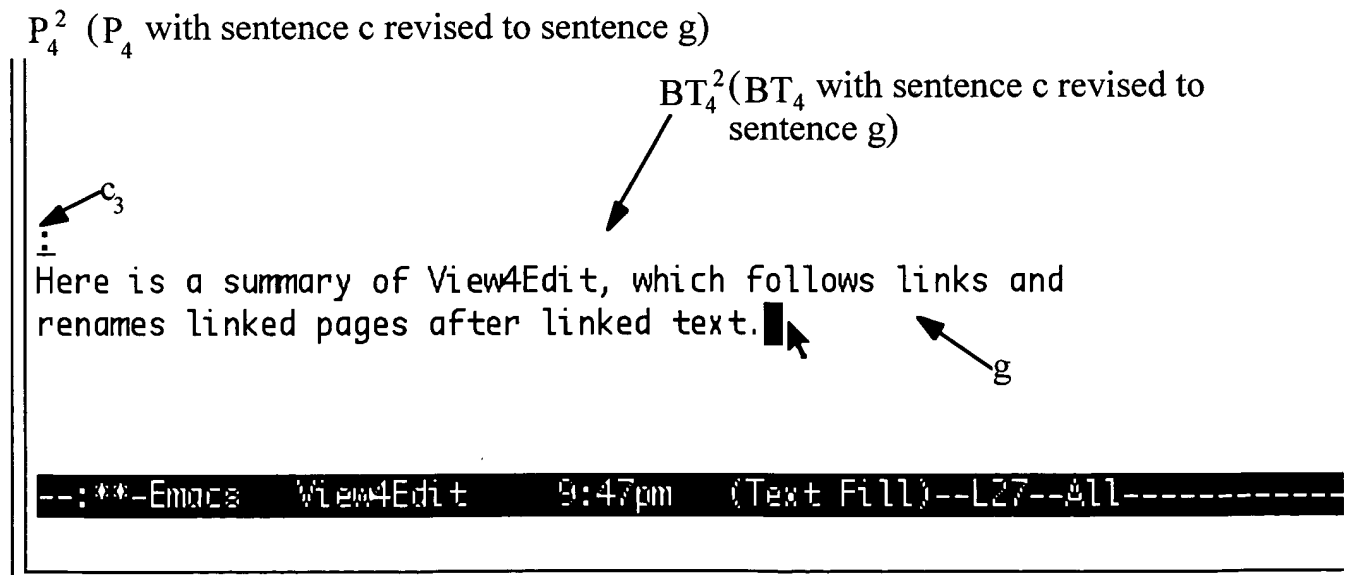 P₄² (P₄ with sentence c revised to sentence g)
BT₄²(BT₄ with sentence c revised to
sentence g)
c₃
:
Here is a summary of View4Edit, which follows links and
renames linked pages after linked text.
g
--:**-Emacs View4Edit 9:47pm (Text Fill)--L27--All------------